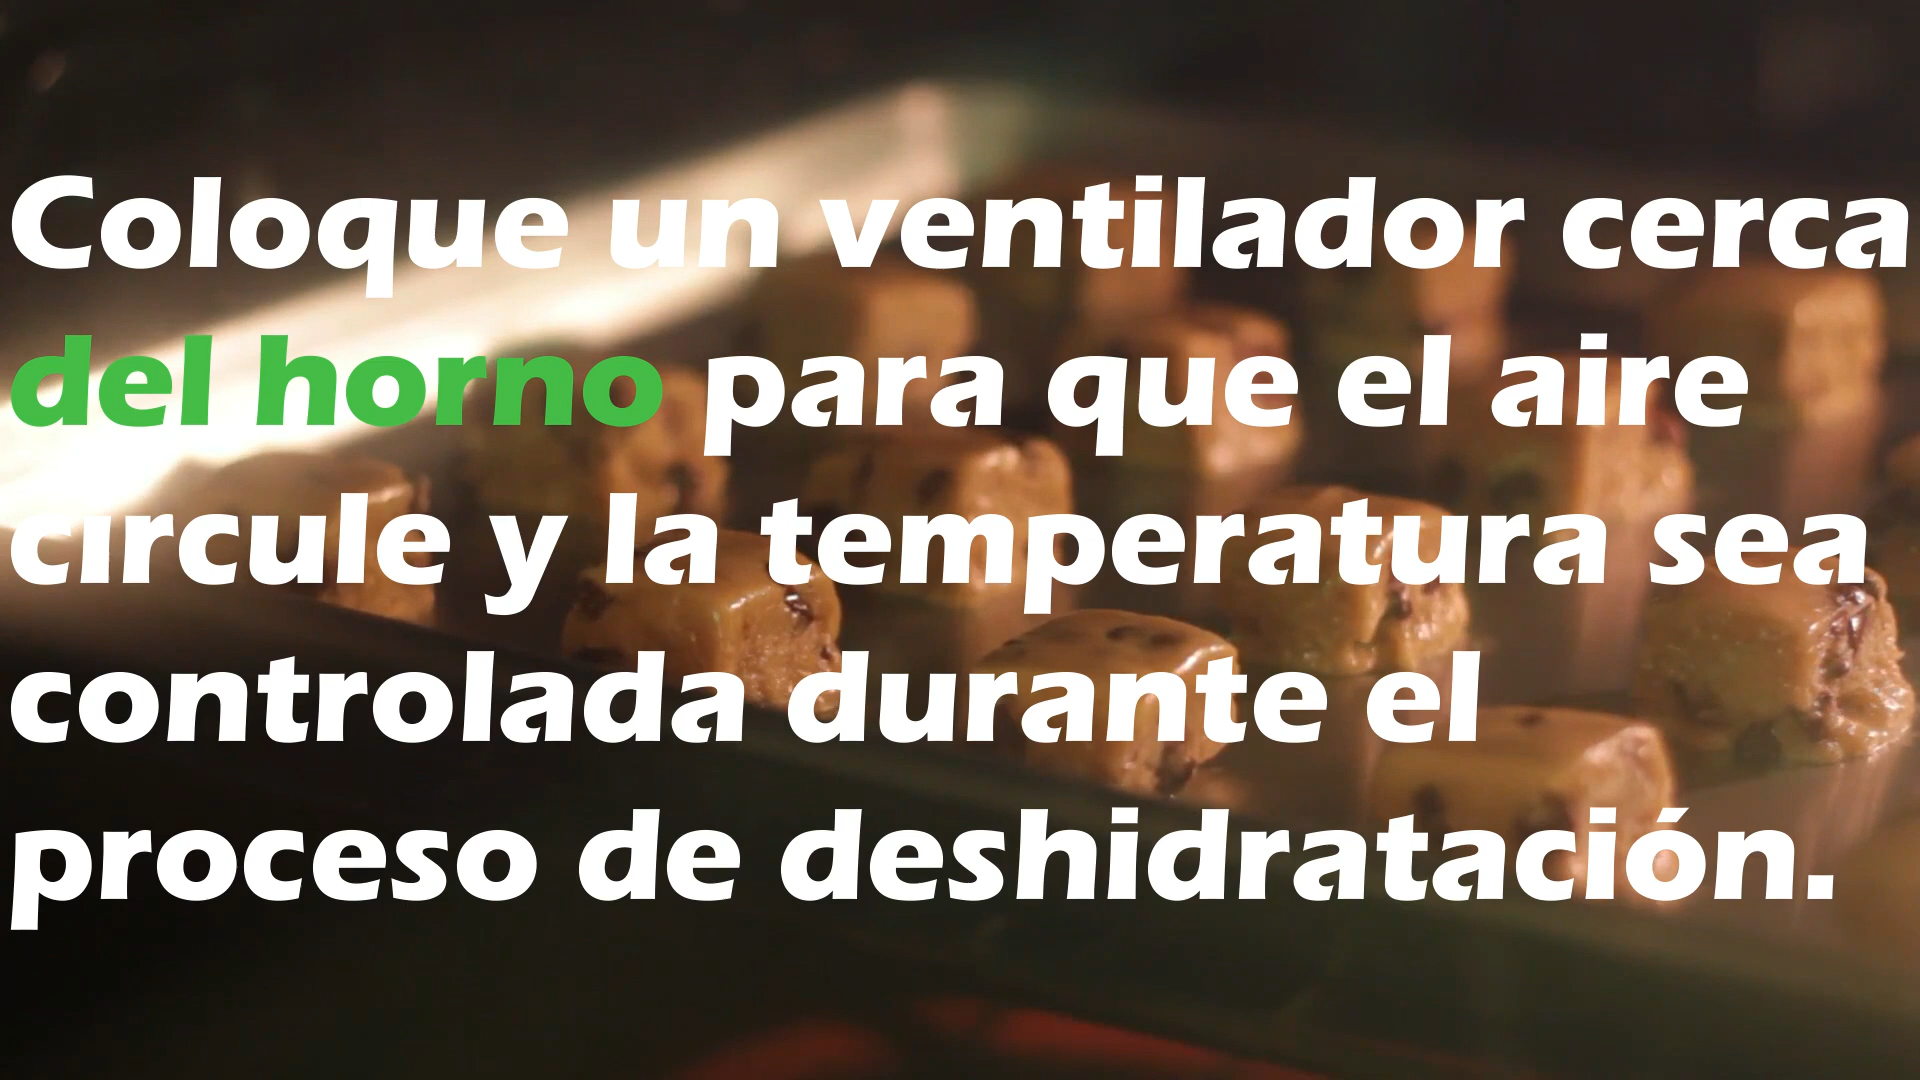 Coloque un ventilador cerca
del horno para que el aire
circule y la temperatura sea
controlada durante el
proceso de deshidratación.